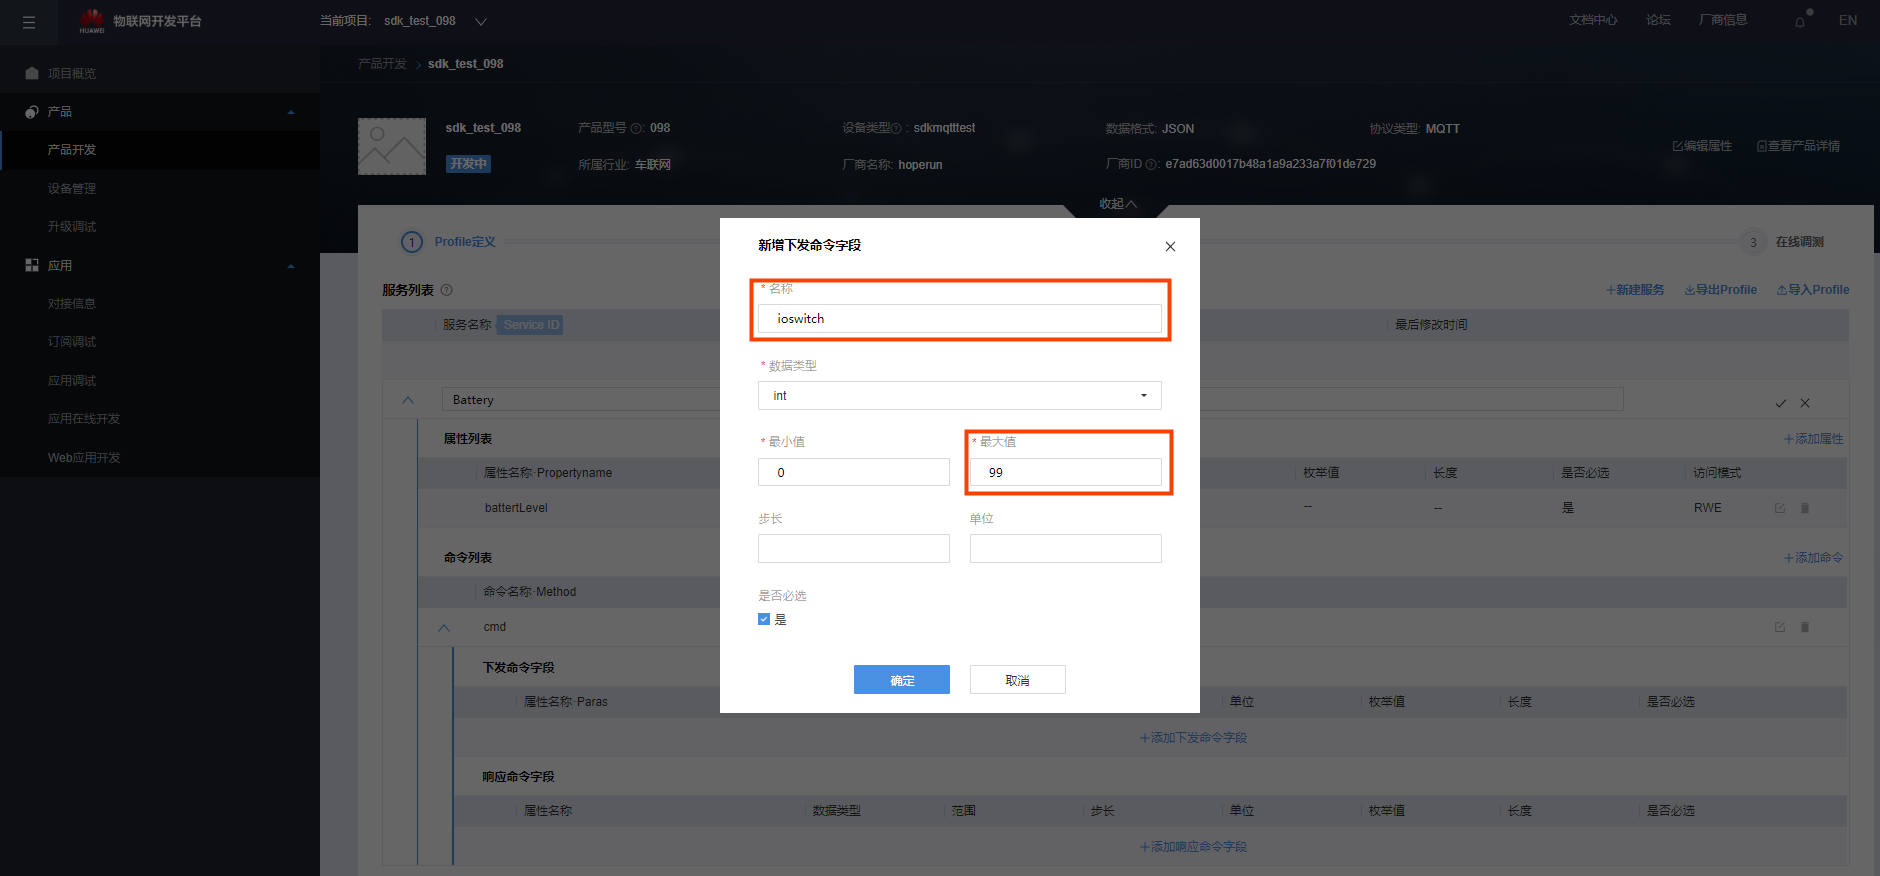 HUAWEI
物联网开发平台
当前项目: sdk_test_098
文档中心 论坛 厂商信息 EN
项目概览
产品
产品开发
设备管理
升级调试
应用
对接信息
订阅调试
应用调试
应用在线开发
Web应用开发
产品开发 > sdk_test_098
sdk_test_098
开发中
产品型号 ?: 098
设备类型 ?: sdkmqtttest
数据格式: JSON
协议类型: MQTT
所属行业: 车联网
厂商名称: hoperun
厂商ID ?: e7ad63d0017b48a1a9a233a7f01de729
编辑属性 查看产品详情
收起
1 Profile定义
3 在线调测
服务列表 ?
+新建服务 导出Profile 导入Profile
服务名称 Service ID
最后修改时间
Battery
属性列表
+添加属性
属性名称·Propertyname
枚举值 长度 是否必选 访问模式
battertLevel
-- -- 是 RWE
命令列表
+添加命令
命令名称·Method
cmd
下发命令字段
属性名称·Paras
单位 枚举值 长度 是否必选
+添加下发命令字段
响应命令字段
属性名称 数据类型 范围 步长 单位 枚举值 长度 是否必选
+添加响应命令字段
新增下发命令字段
* 名称
ioswitch
* 数据类型
int
* 最小值 * 最大值
0 99
步长 单位
是否必选
是
确定 取消